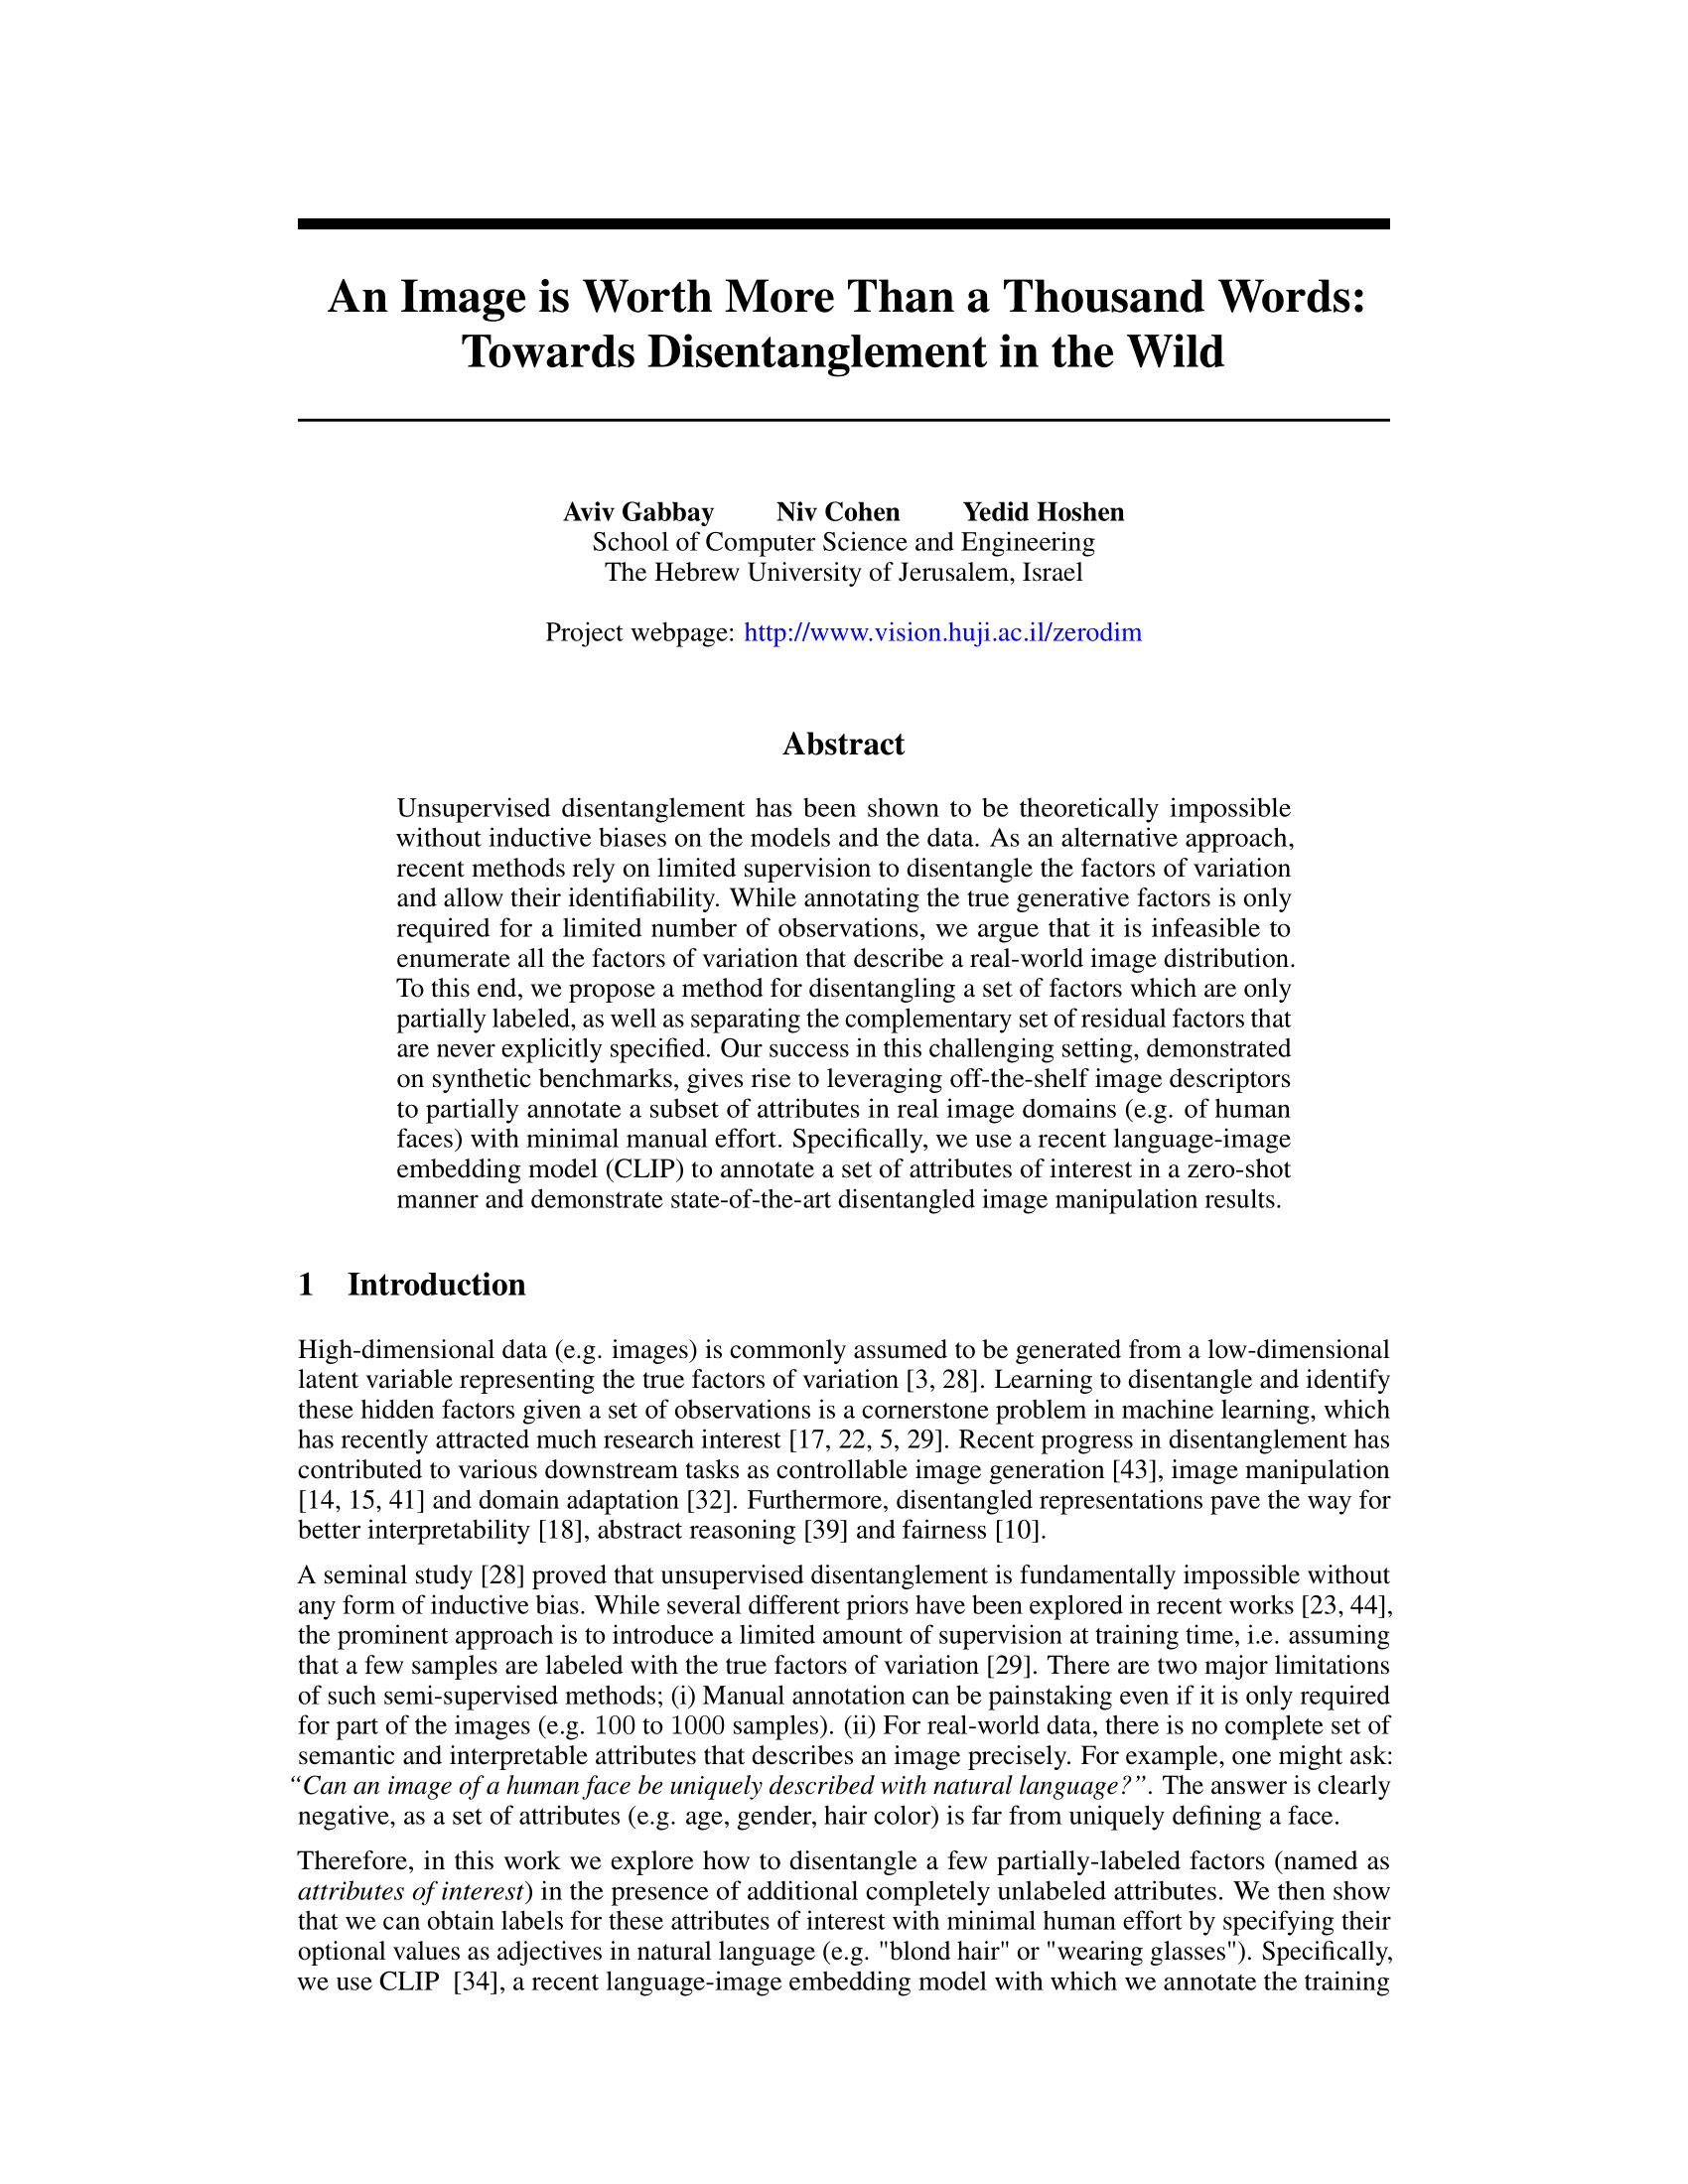 An Image is Worth More Than a Thousand Words:
Towards Disentanglement in the Wild
Aviv Gabbay Niv Cohen Yedid Hoshen
School of Computer Science and Engineering
The Hebrew University of Jerusalem, Israel
Project webpage: http://www.vision.huji.ac.il/zerodim
Abstract
Unsupervised disentanglement has been shown to be theoretically impossible
without inductive biases on the models and the data. As an alternative approach,
recent methods rely on limited supervision to disentangle the factors of variation
and allow their identifiability. While annotating the true generative factors is only
required for a limited number of observations, we argue that it is infeasible to
enumerate all the factors of variation that describe a real-world image distribution.
To this end, we propose a method for disentangling a set of factors which are only
partially labeled, as well as separating the complementary set of residual factors that
are never explicitly specified. Our success in this challenging setting, demonstrated
on synthetic benchmarks, gives rise to leveraging off-the-shelf image descriptors
to partially annotate a subset of attributes in real image domains (e.g. of human
faces) with minimal manual effort. Specifically, we use a recent language-image
embedding model (CLIP) to annotate a set of attributes of interest in a zero-shot
manner and demonstrate state-of-the-art disentangled image manipulation results.
1 Introduction
High-dimensional data (e.g. images) is commonly assumed to be generated from a low-dimensional
latent variable representing the true factors of variation [3, 28]. Learning to disentangle and identify
these hidden factors given a set of observations is a cornerstone problem in machine learning, which
has recently attracted much research interest [17, 22, 5, 29]. Recent progress in disentanglement has
contributed to various downstream tasks as controllable image generation [43], image manipulation
[14, 15, 41] and domain adaptation [32]. Furthermore, disentangled representations pave the way for
better interpretability [18], abstract reasoning [39] and fairness [10].
A seminal study [28] proved that unsupervised disentanglement is fundamentally impossible without
any form of inductive bias. While several different priors have been explored in recent works [23, 44],
the prominent approach is to introduce a limited amount of supervision at training time, i.e. assuming
that a few samples are labeled with the true factors of variation [29]. There are two major limitations
of such semi-supervised methods; (i) Manual annotation can be painstaking even if it is only required
for part of the images (e.g. 100 to 1000 samples). (ii) For real-world data, there is no complete set of
semantic and interpretable attributes that describes an image precisely. For example, one might ask:
“Can an image of a human face be uniquely described with natural language?”. The answer is clearly
negative, as a set of attributes (e.g. age, gender, hair color) is far from uniquely defining a face.
Therefore, in this work we explore how to disentangle a few partially-labeled factors (named as
attributes of interest) in the presence of additional completely unlabeled attributes. We then show
that we can obtain labels for these attributes of interest with minimal human effort by specifying their
optional values as adjectives in natural language (e.g. "blond hair" or "wearing glasses"). Specifically,
we use CLIP [34], a recent language-image embedding model with which we annotate the training